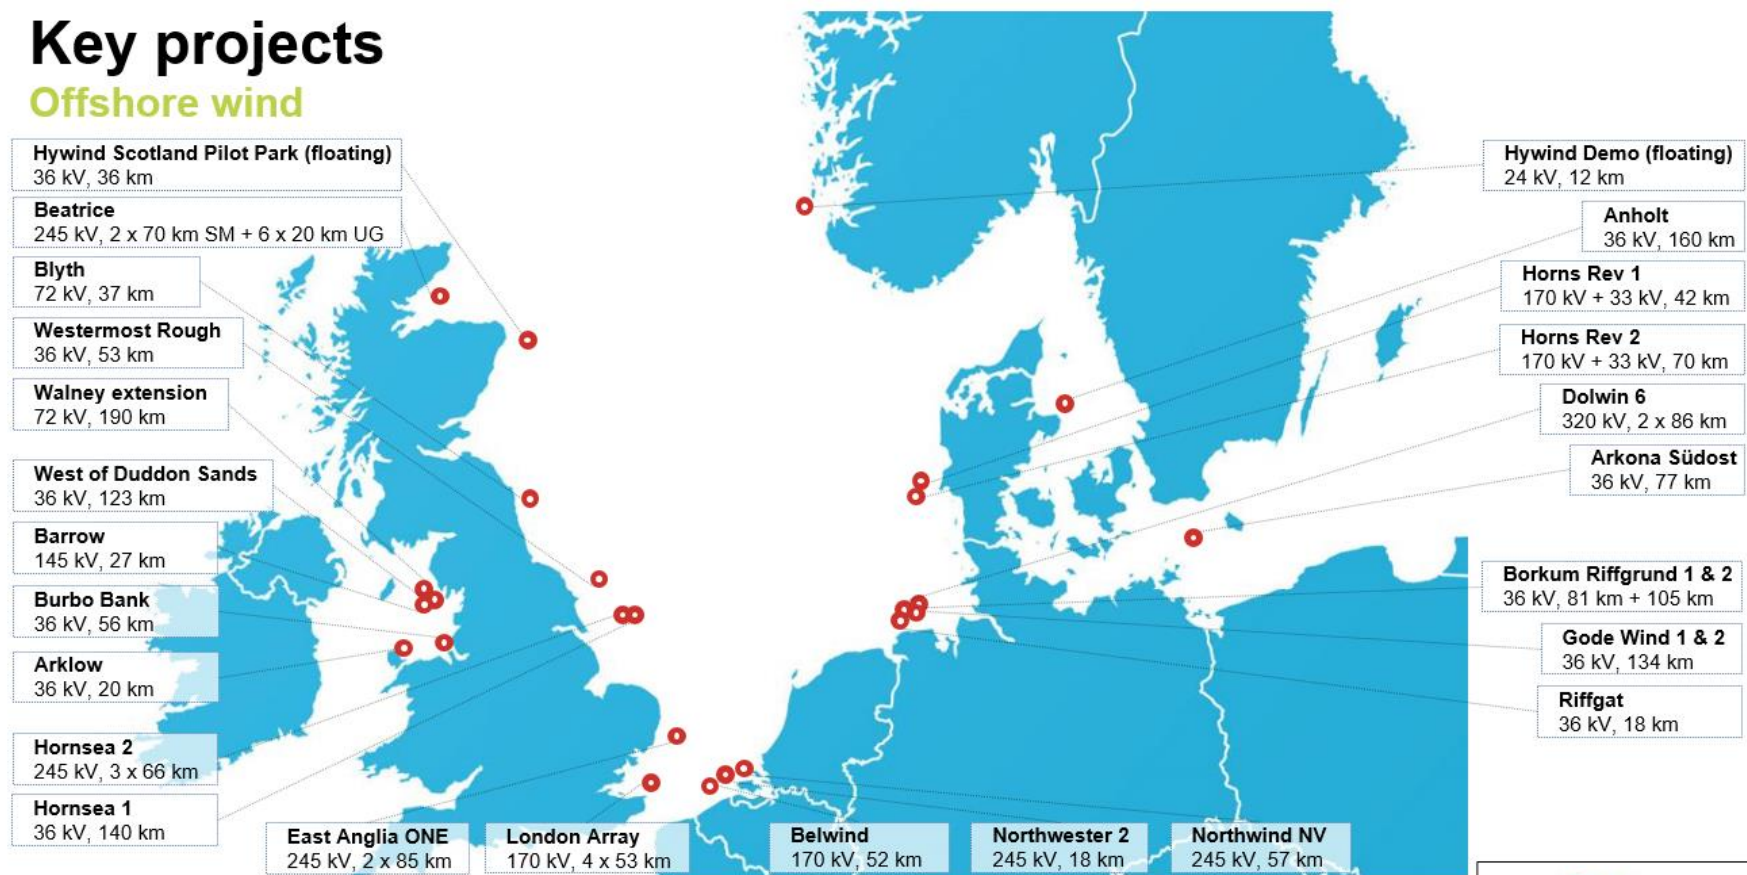 Key projects
Offshore wind
Hywind Scotland Pilot Park (floating)
36 kV, 36 km
Beatrice
245 kV, 2 x 70 km SM + 6 x 20 km UG
Blyth
72 kV, 37 km
Westermost Rough
36 kV, 53 km
Walney extension
72 kV, 190 km
West of Duddon Sands
36 kV, 123 km
Barrow
145 kV, 27 km
Burbo Bank
36 kV, 56 km
Arklow
36 kV, 20 km
Hornsea 2
245 kV, 3 x 66 km
Hornsea 1
36 kV, 140 km
East Anglia ONE
245 kV, 2 x 85 km
London Array
170 kV, 4 x 53 km
Belwind
170 kV, 52 km
Northwester 2
245 kV, 18 km
Northwind NV
245 kV, 57 km
Hywind Demo (floating)
24 kV, 12 km
Anholt
36 kV, 160 km
Horns Rev 1
170 kV + 33 kV, 42 km
Horns Rev 2
170 kV + 33 kV, 70 km
Dolwin 6
320 kV, 2 x 86 km
Arkona Südost
36 kV, 77 km
Borkum Riffgrund 1 & 2
36 kV, 81 km + 105 km
Gode Wind 1 & 2
36 kV, 134 km
Riffgat
36 kV, 18 km